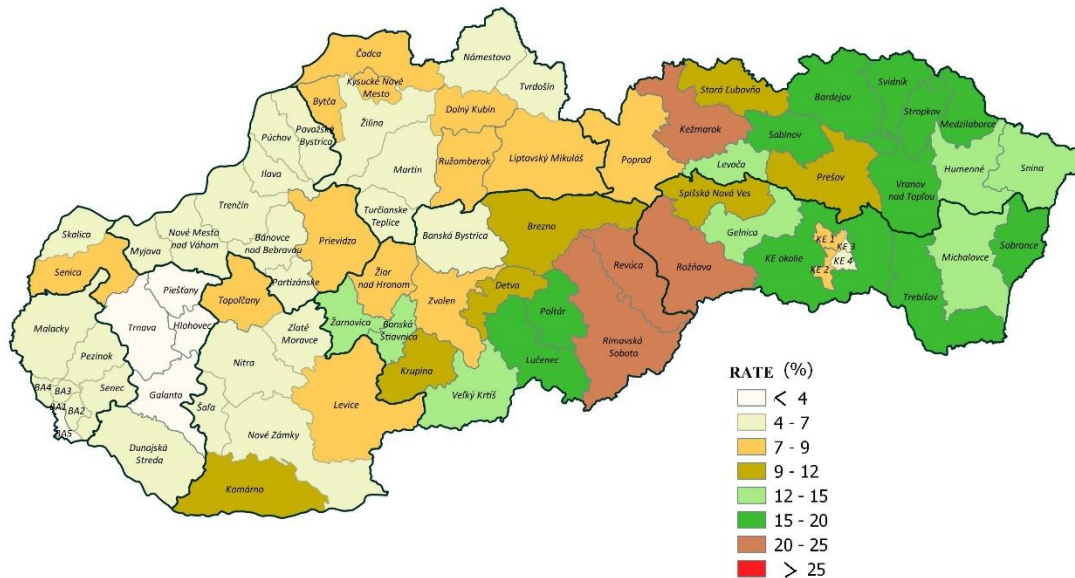 Čadca
Námestovo
Tvrdošín
Kysucké Nové
Mesto
Bytča
Dolný Kubín
Žilina
Púchov
Považská
Bystrica
Ružomberok
Liptovský Mikuláš
Poprad
Kežmarok
Stará Ľubovňa
Bardejov
Svidník
Stropkov
Medzilaborce
Sabinov
Levoča
Prešov
Humenné
Snina
Vranov
nad Topľou
Ilava
Martin
Trenčín
Turčianske
Teplice
Banská Bystrica
Spišská Nová Ves
Gelnica
Brezno
Skalica
Myjava
Nové Mesto
nad Váhom
Bánovce
nad Bebravou
Prievidza
Partizánske
Žiar
nad Hronom
Zvolen
Detva
Revúca
Rožňava
KE okolie
KE 1
KE 3
KE 4
KE 2
Michalovce
Sobrance
Trebišov
Senica
Piešťany
Topoľčany
Trnava
Hlohovec
Zlaté
Moravce
Žarnovica
Banská
Štiavnica
Poltár
Rimavská
Sobota
Malacky
Nitra
Lučenec
Krupina
Pezinok
Senec
Galanta
Šaľa
Levice
Veľký Krtíš
BA4
BA3
BA1
BA2
BA5
Dunajská
Streda
Nové Zámky
Komárno
RATE (%)
< 4
4 - 7
7 - 9
9 - 12
12 - 15
15 - 20
20 - 25
> 25